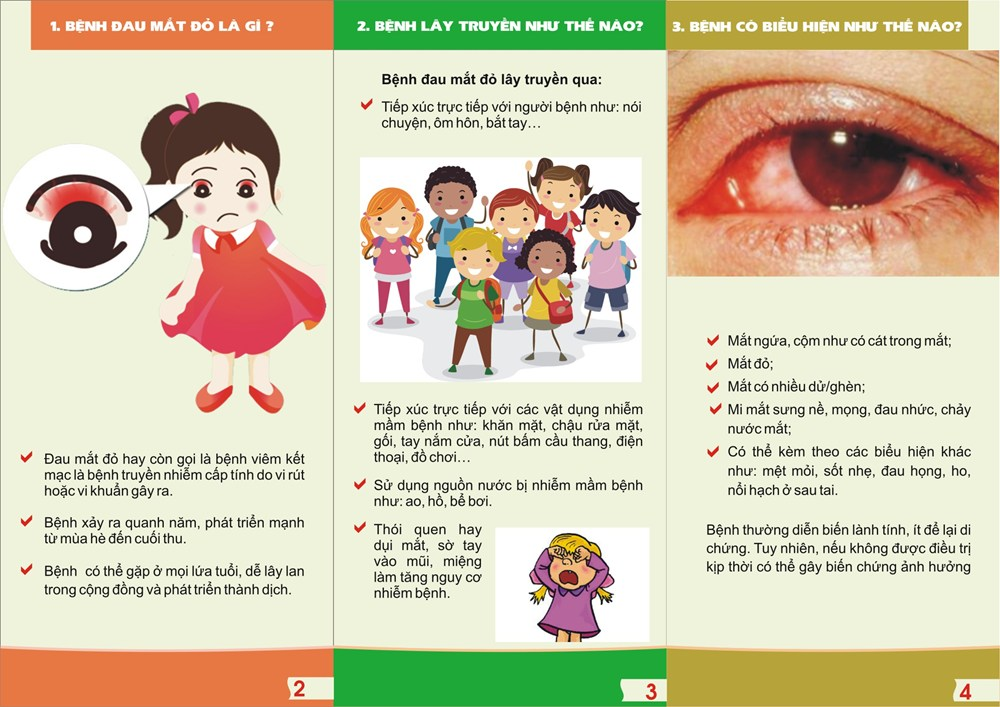 1. BỆNH ĐAU MẮT ĐỎ LÀ GÌ ?
Đau mắt đỏ hay còn gọi là bệnh viêm kết
mạc là bệnh truyền nhiễm cấp tính do vi rút
hoặc vi khuẩn gây ra.
Bệnh xảy ra quanh năm, phát triển mạnh
từ mùa hè đến cuối thu.
Bệnh có thể gặp ở mọi lứa tuổi, dễ lây lan
trong cộng đồng và phát triển thành dịch.
2
2. BỆNH LÂY TRUYỀN NHƯ THẾ NÀO?
Bệnh đau mắt đỏ lây truyền qua:
Tiếp xúc trực tiếp với người bệnh như: nói
chuyện, ôm hôn, bắt tay…
Tiếp xúc trực tiếp với các vật dụng nhiễm
mầm bệnh như: khăn mặt, chậu rửa mặt,
gối, tay nắm cửa, nút bấm cầu thang, điện
thoại, đồ chơi…
Sử dụng nguồn nước bị nhiễm mầm bệnh
như: ao, hồ, bể bơi.
Thói quen hay
dụi mắt, sờ tay
vào mũi, miệng
làm tăng nguy cơ
nhiễm bệnh.
3
3. BỆNH CÓ BIỂU HIỆN NHƯ THẾ NÀO?
Mắt ngứa, cộm như có cát trong mắt;
Mắt đỏ;
Mắt có nhiều dử/ghèn;
Mi mắt sưng nề, mọng, đau nhức, chảy
nước mắt;
Có thể kèm theo các biểu hiện khác
như: mệt mỏi, sốt nhẹ, đau họng, ho,
nổi hạch ở sau tai.
Bệnh thường diễn biến lành tính, ít để lại di
chứng. Tuy nhiên, nếu không được điều trị
kịp thời có thể gây biến chứng ảnh hưởng
4